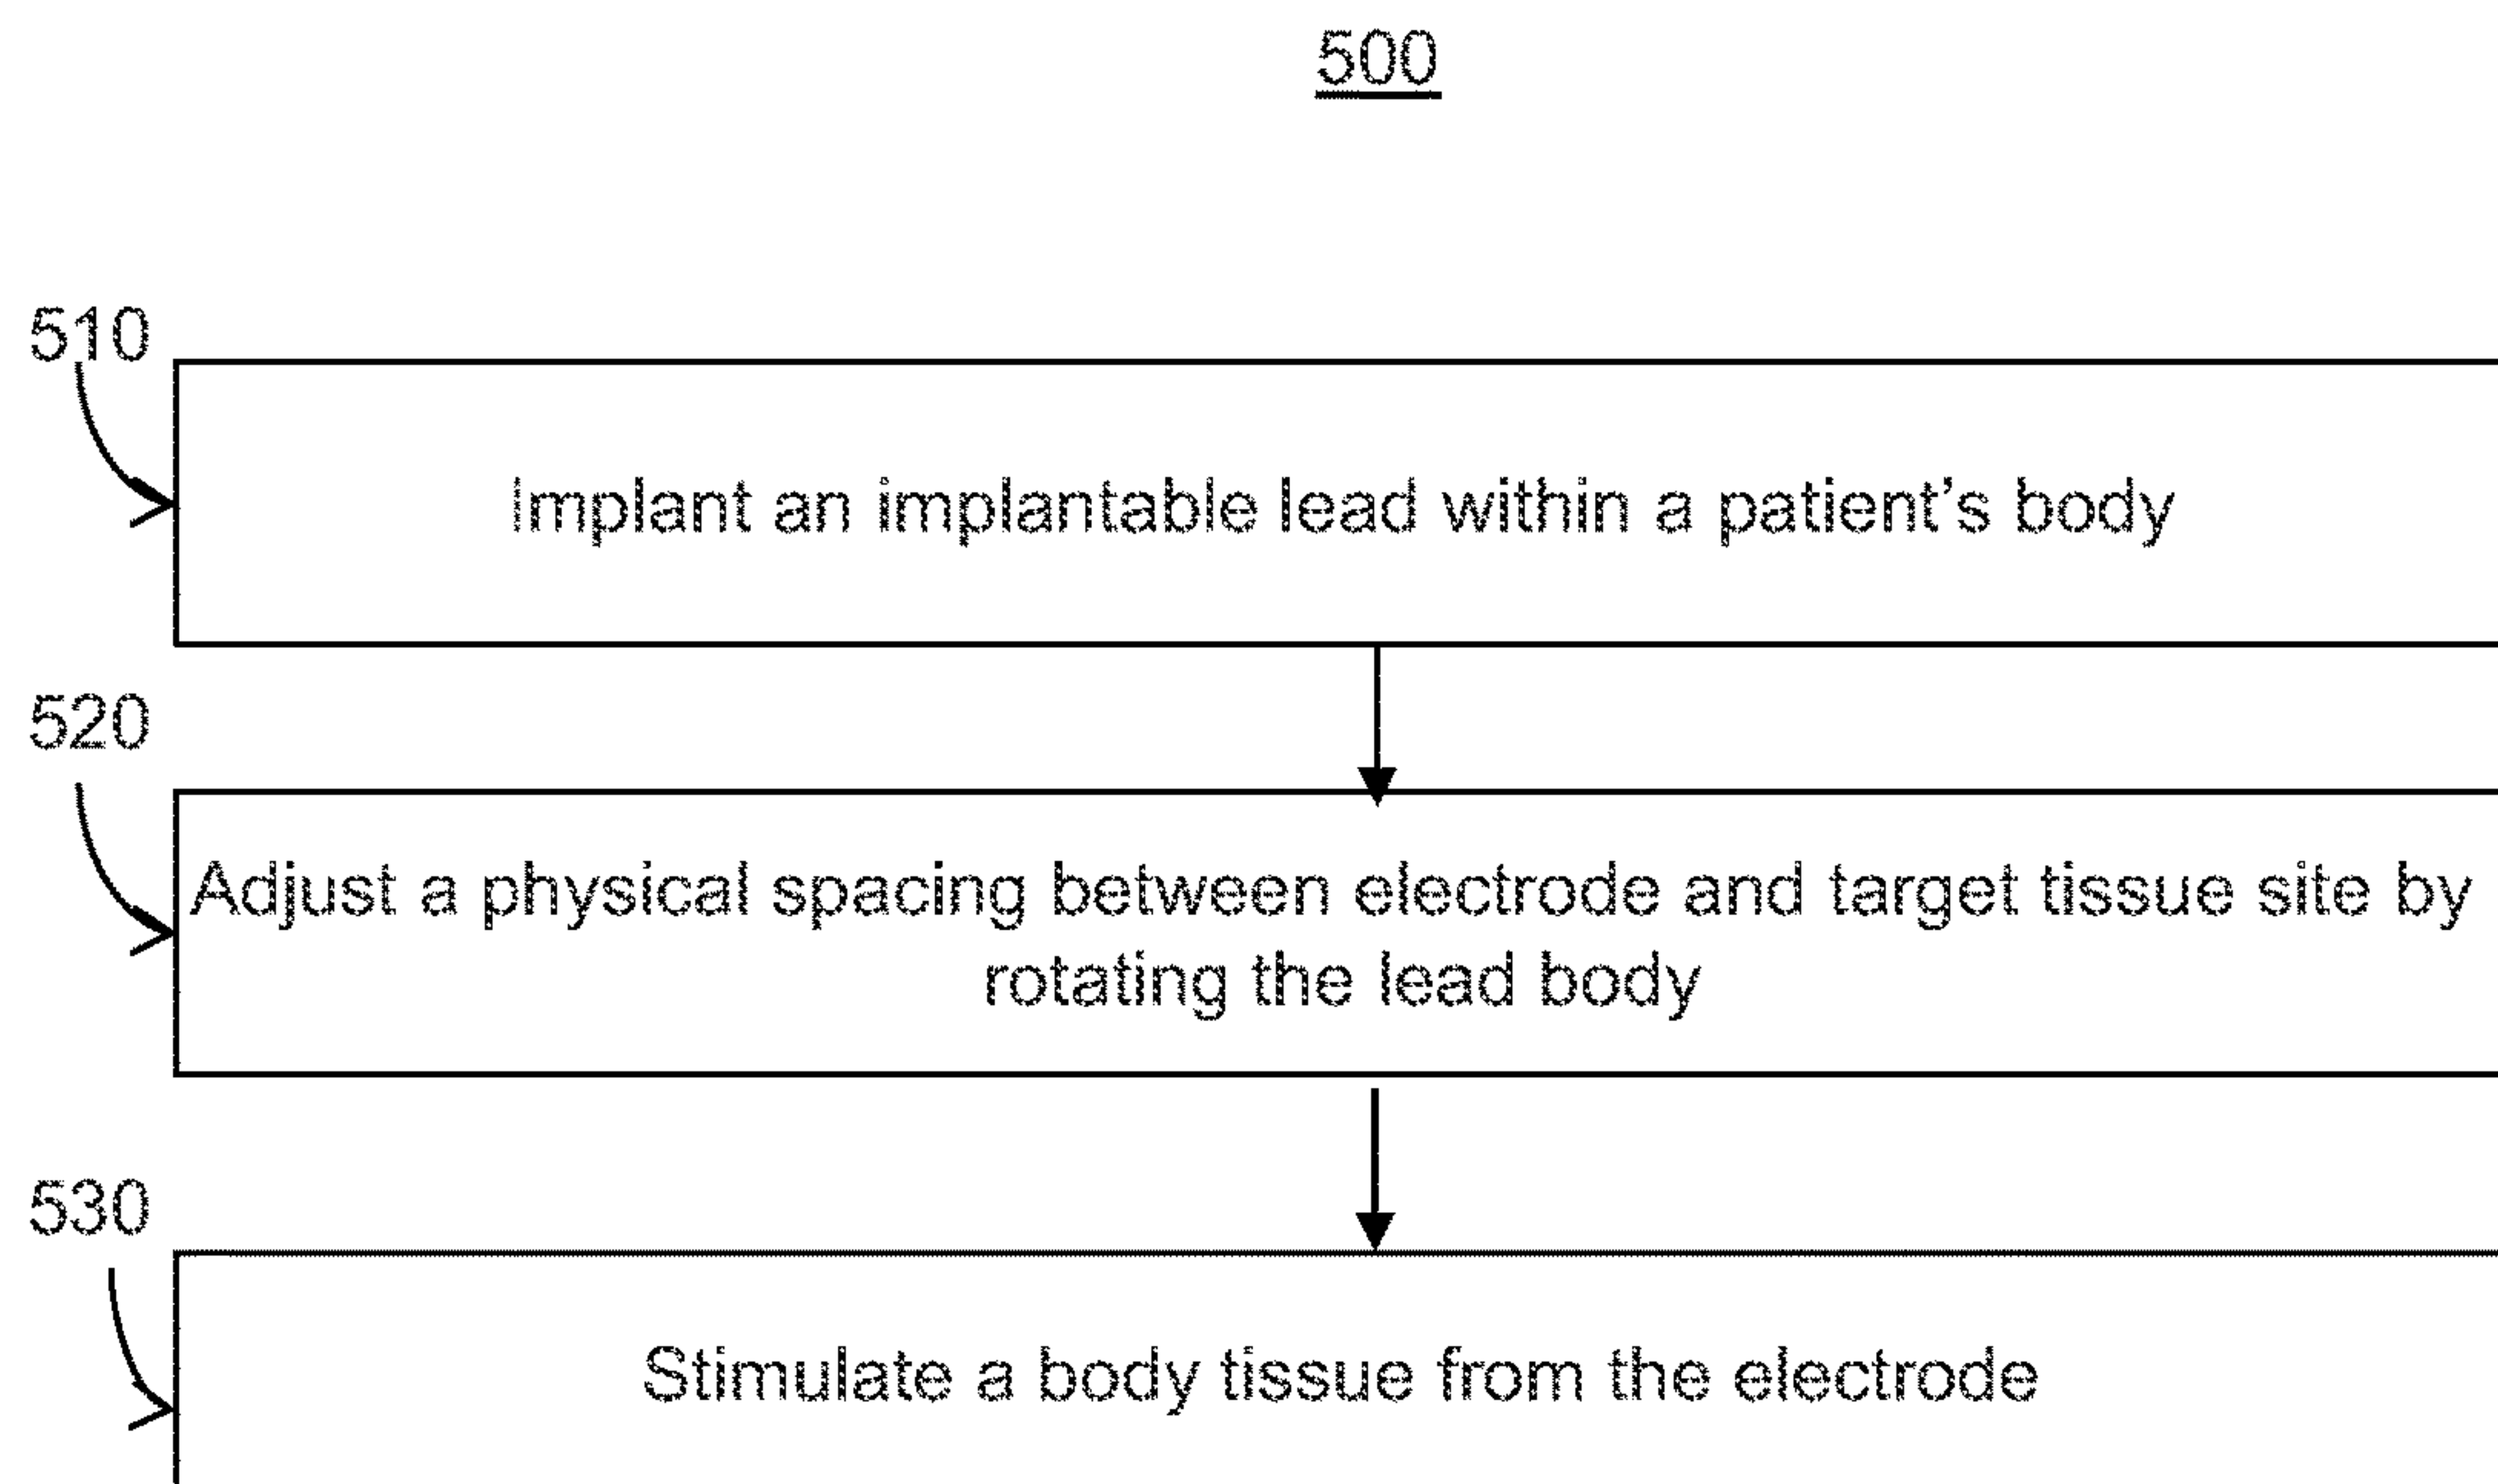 500
510
Implant an implantable lead within a patient’s body
520
Adjust a physical spacing between electrode and target tissue site by
rotating the lead body
530
Stimulate a body tissue from the electrode